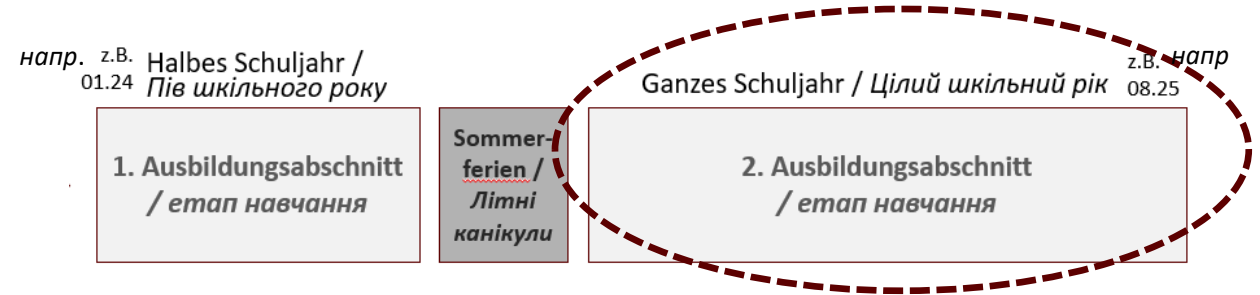 напр. z.B. 01.24
Halbes Schuljahr /
Пів шкільного року
Ganzes Schuljahr / Цілий шкільний рік
z.B. напр
08.25
1. Ausbildungsabschnitt
/ етап навчання
Sommer-
ferien /
Літні
канікули
2. Ausbildungsabschnitt
/ етап навчання